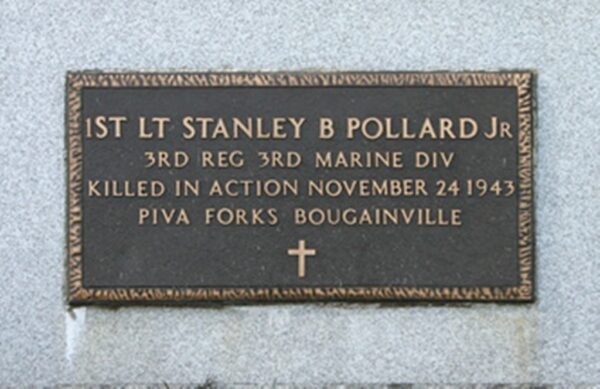 1ST LT STANLEY B POLLARD JR
3RD REG 3RD MARINE DIV
KILLED IN ACTION NOVEMBER 24 1943
PIVA FORKS BOUGAINVILLE